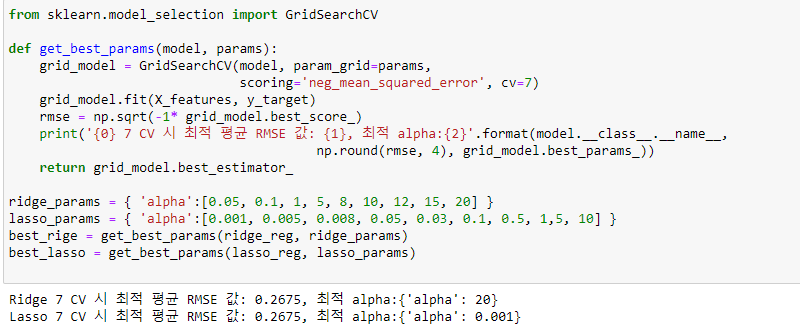 from sklearn.model_selection import GridSearchCV
def get_best_params(model, params):
    grid_model = GridSearchCV(model, param_grid=params,
                              scoring='neg_mean_squared_error', cv=7)
    grid_model.fit(X_features, y_target)
    rmse = np.sqrt(-1* grid_model.best_score_)
    print('{0} 7 CV 시 최적 평균 RMSE 값: {1}, 최적 alpha:{2}'.format(model.__class__.__name__,
                                        np.round(rmse, 4), grid_model.best_params_))
    return grid_model.best_estimator_
ridge_params = { 'alpha':[0.05, 0.1, 1, 5, 8, 10, 12, 15, 20] }
lasso_params = { 'alpha':[0.001, 0.005, 0.008, 0.05, 0.03, 0.1, 0.5, 1,5, 10] }
best_rige = get_best_params(ridge_reg, ridge_params)
best_lasso = get_best_params(lasso_reg, lasso_params)
Ridge 7 CV 시 최적 평균 RMSE 값: 0.2675, 최적 alpha:{'alpha': 20}
Lasso 7 CV 시 최적 평균 RMSE 값: 0.2675, 최적 alpha:{'alpha': 0.001}